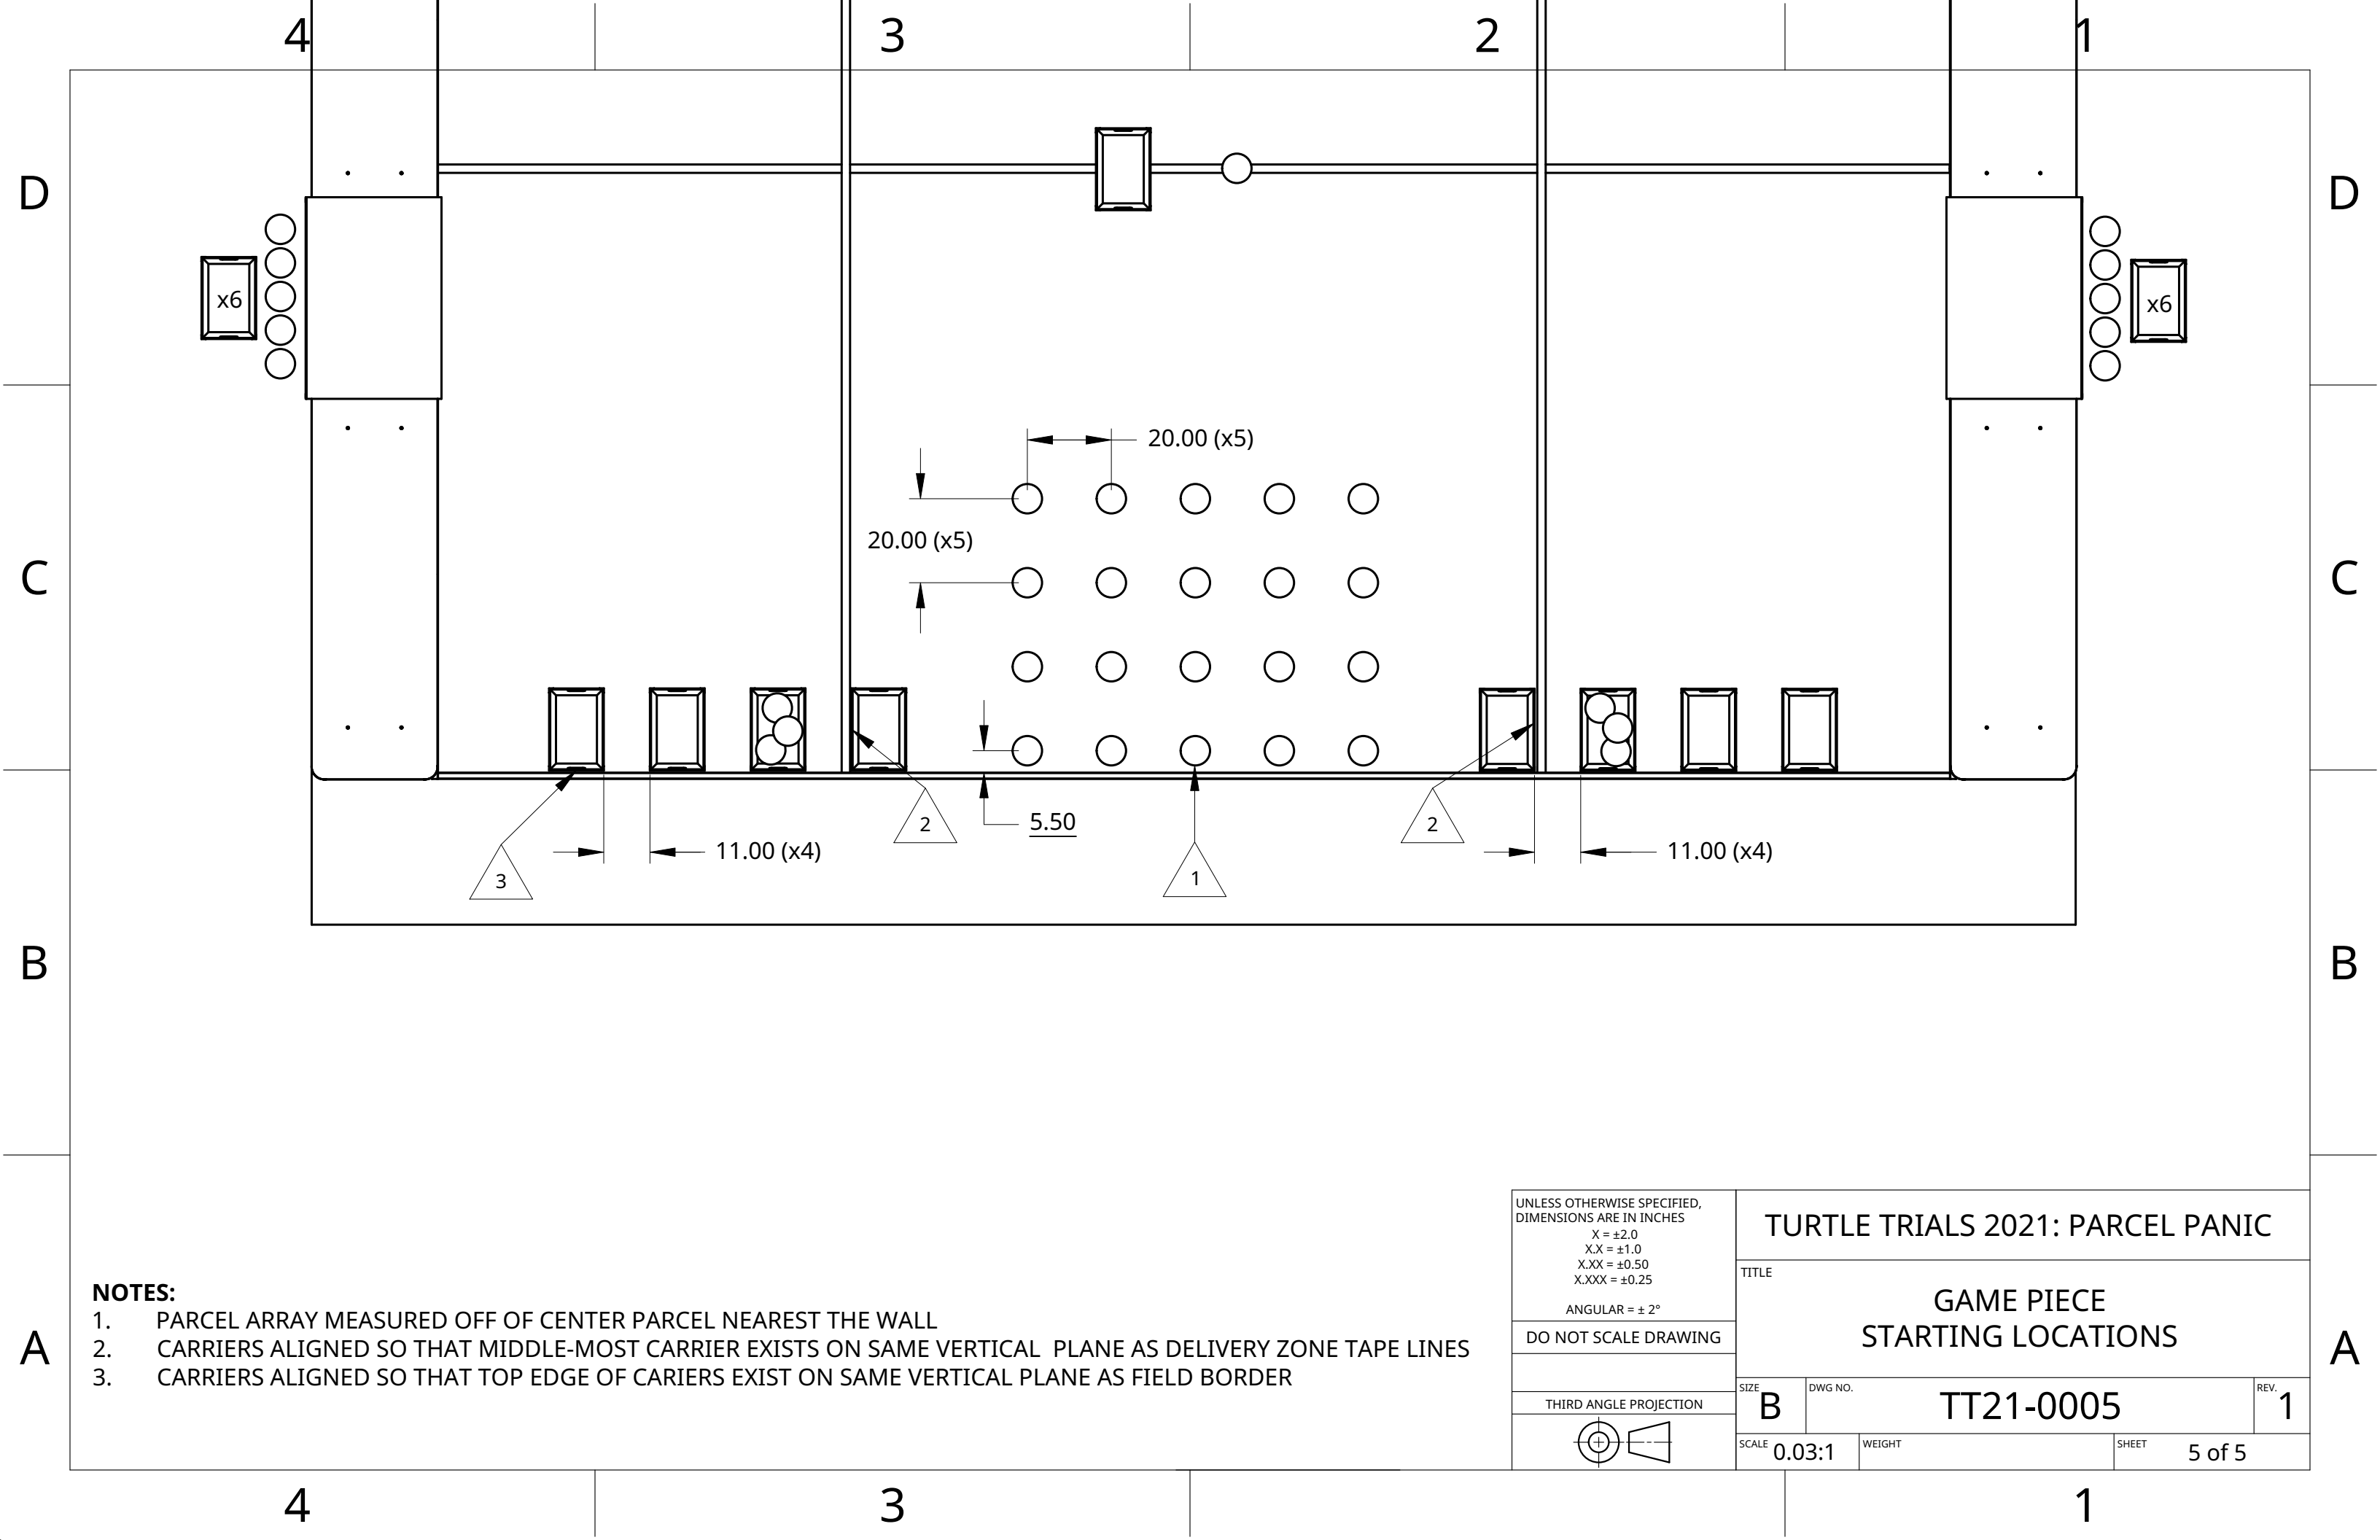 4 3 2 1
D D
x6 x6
20.00 (x5)
20.00 (x5)
C C
5.50
2 2
11.00 (x4) 11.00 (x4)
3 1
B B
UNLESS OTHERWISE SPECIFIED,
DIMENSIONS ARE IN INCHES
X = ±2.0
X.X = ±1.0
X.XX = ±0.50
X.XXX = ±0.25
ANGULAR = ± 2°
DO NOT SCALE DRAWING
THIRD ANGLE PROJECTION
TURTLE TRIALS 2021: PARCEL PANIC
TITLE
GAME PIECE
STARTING LOCATIONS
SIZE B DWG NO. TT21-0005 REV. 1
SCALE 0.03:1 WEIGHT SHEET 5 of 5
NOTES:
1. PARCEL ARRAY MEASURED OFF OF CENTER PARCEL NEAREST THE WALL
2. CARRIERS ALIGNED SO THAT MIDDLE-MOST CARRIER EXISTS ON SAME VERTICAL PLANE AS DELIVERY ZONE TAPE LINES
3. CARRIERS ALIGNED SO THAT TOP EDGE OF CARIERS EXIST ON SAME VERTICAL PLANE AS FIELD BORDER
A A
4 3 1